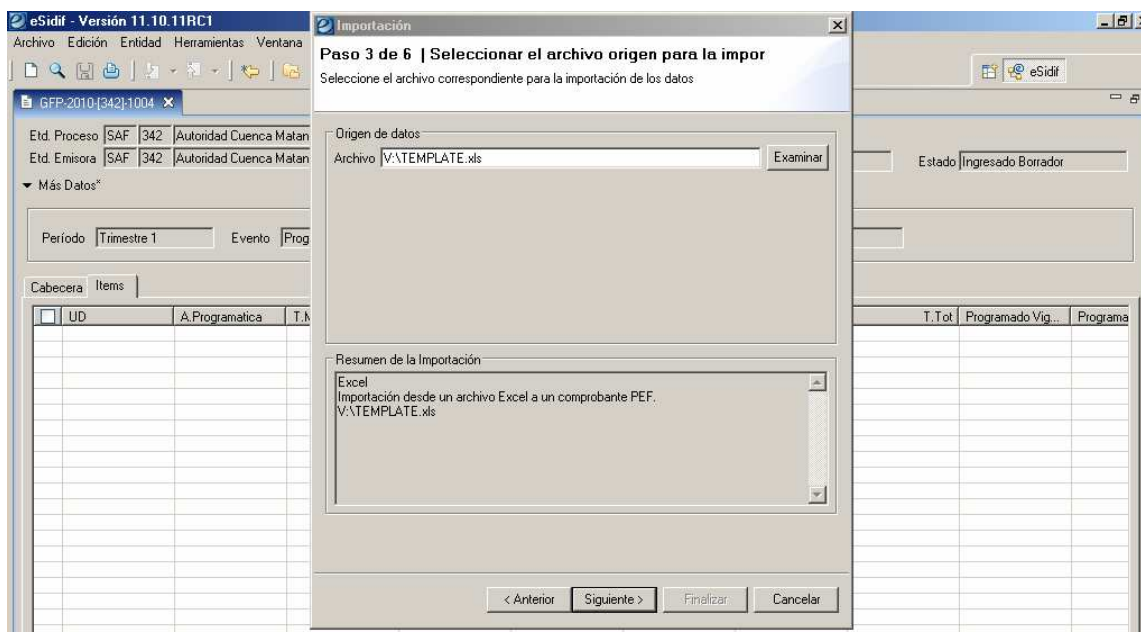 eSidif - Versión 11.10.11RC1
Archivo Edición Entidad Herramientas Ventana
eSidif
GFP-2010-[342]-1004
Etd. Proceso SAF 342 Autoridad Cuenca Matan
Etd. Emisora SAF 342 Autoridad Cuenca Matan
Estado Ingresado Borrador
Más Datos*
Período Trimestre 1 Evento Prog
Cabecera Items
UD A.Programatica T.M
T.Tot Programado Vig... Programa
Importación
Paso 3 de 6 | Seleccionar el archivo origen para la impor
Seleccione el archivo correspondiente para la importación de los datos
Origen de datos
Archivo V:\TEMPLATE.xls Examinar
Resumen de la Importación
Excel
Importación desde un archivo Excel a un comprobante PEF.
V:\TEMPLATE.xls
< Anterior Siguiente > Finalizar Cancelar